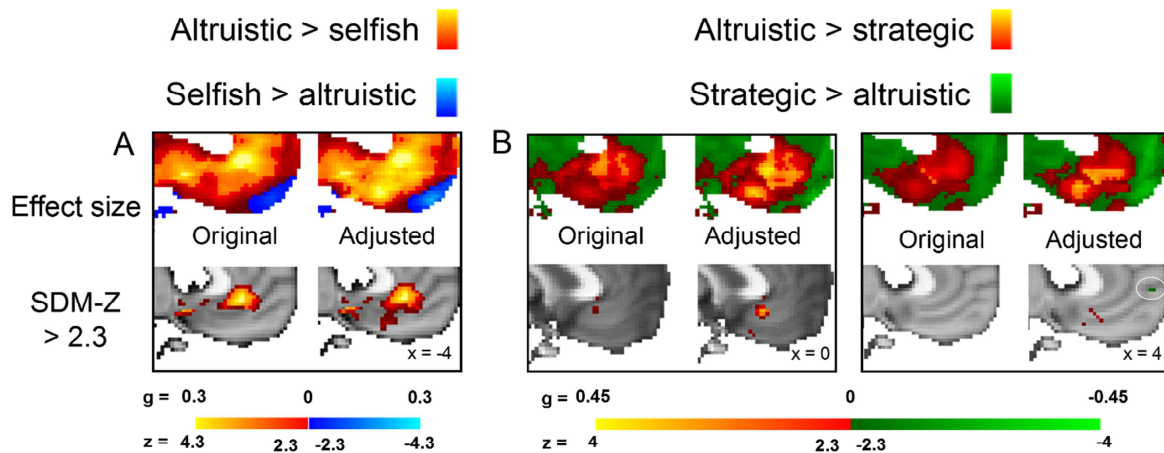 Altruistic > selfish
Selfish > altruistic
Altruistic > strategic
Strategic > altruistic
A
B
Effect size
Original
Adjusted
Original
Adjusted
Original
Adjusted
SDM-Z
> 2.3
x = -4
x = 0
x = 4
g = 0.3 0 0.3
z = 4.3 2.3 -2.3 -4.3
g = 0.45 0 -0.45
z = 4 2.3 -2.3 -4